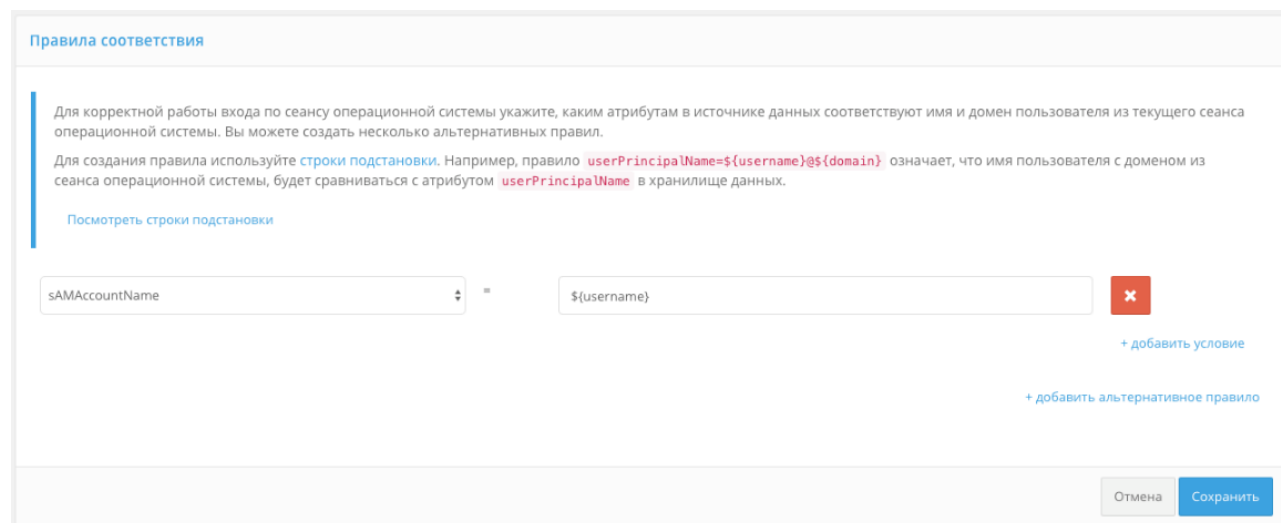 Правила соответствия
Для корректной работы входа по сеансу операционной системы укажите, каким атрибутам в источнике данных соответствуют имя и домен пользователя из текущего сеанса
операционной системы. Вы можете создать несколько альтернативных правил.
Для создания правила используйте строки подстановки. Например, правило userPrincipalName=${username}@${domain} означает, что имя пользователя с доменом из
сеанса операционной системы, будет сравниваться с атрибутом userPrincipalName в хранилище данных.
Посмотреть строки подстановки
sAMAccountName = ${username}
+ добавить условие
+ добавить альтернативное правило
Отмена Сохранить